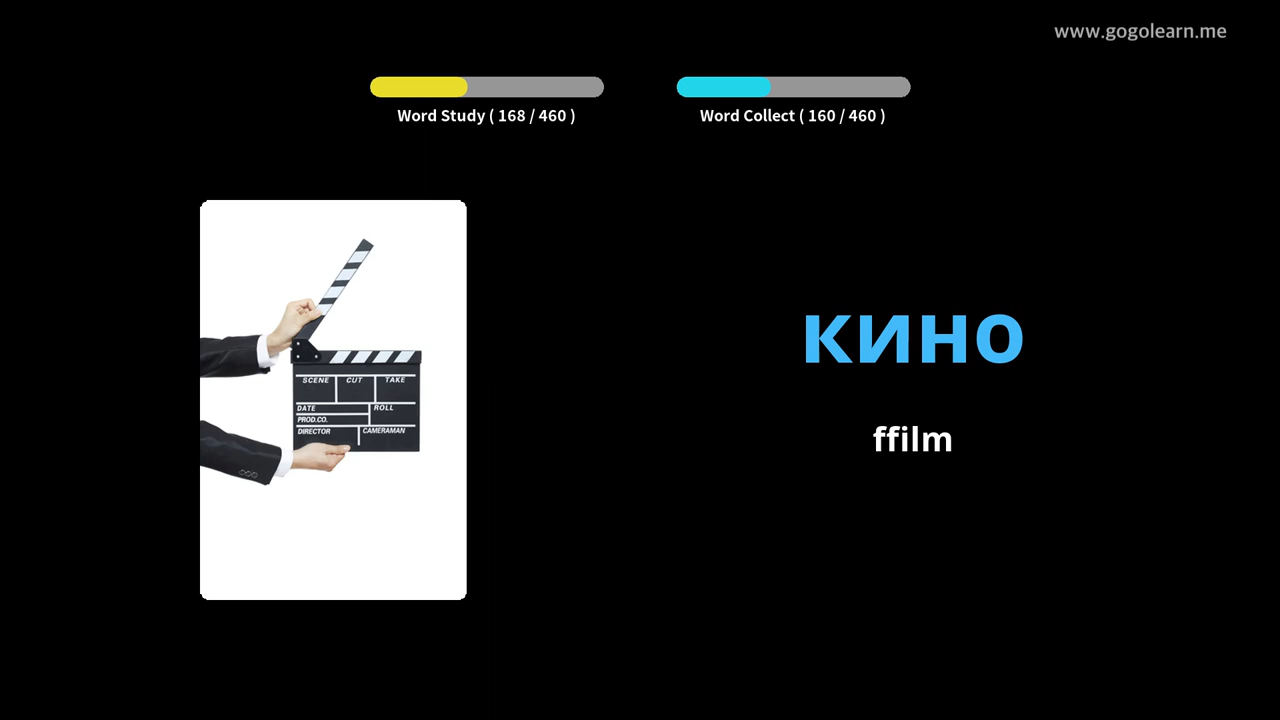 www.gogolearn.me
Word Study ( 168 / 460 )
Word Collect ( 160 / 460 )
SCENE CUT TAKE
DATE ROLL
PROD.CO.
DIRECTOR CAMERAMAN
кино
ffilm